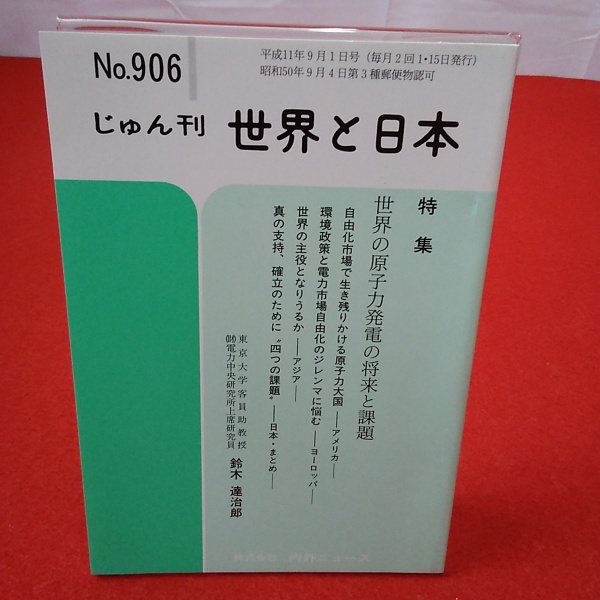 No.906
平成11年9月1日号(毎月2回1・15日発行)
昭和50年9月4日第3種郵便物認可
じゅん刊 世界と日本
特集
世界の原子力発電の将来と課題
自由化市場で生き残りかける原子力大国──アメリカ──
環境政策と電力市場自由化のジレンマに悩む──ヨーロッパ──
世界の主役となりうるか──アジア──
真の支持、確立のために〝四つの課題〟──日本・まとめ──
東京大学客員助教授
㈶電力中央研究所上席研究員
鈴木達治郎
株式会社 内外ニュース